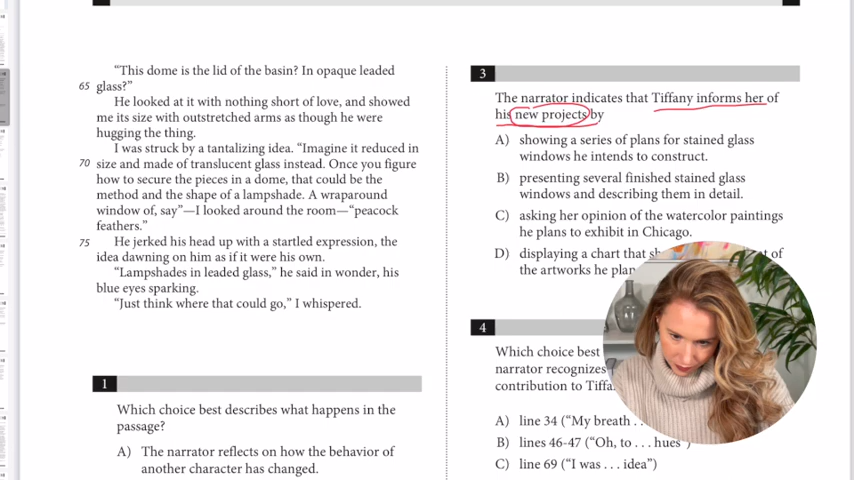 “This dome is the lid of the basin? In opaque leaded
65 glass?”
He looked at it with nothing short of love, and showed
me its size with outstretched arms as though he were
hugging the thing.
I was struck by a tantalizing idea. “Imagine it reduced in
70 size and made of translucent glass instead. Once you figure
how to secure the pieces in a dome, that could be the
method and the shape of a lampshade. A wraparound
window of, say”—I looked around the room—“peacock
feathers.”
75 He jerked his head up with a startled expression, the
idea dawning on him as if it were his own.
“Lampshades in leaded glass,” he said in wonder, his
blue eyes sparking.
“Just think where that could go,” I whispered.
1
Which choice best describes what happens in the
passage?
A) The narrator reflects on how the behavior of
another character has changed.
3
The narrator indicates that Tiffany informs her of
his new projects by
A) showing a series of plans for stained glass
windows he intends to construct.
B) presenting several finished stained glass
windows and describing them in detail.
C) asking her opinion of the watercolor paintings
he plans to exhibit in Chicago.
D) displaying a chart that of
the artworks he
4
Which choice best
narrator recognizes
contribution to
A) line 34 (“My breath . .
B) lines 46-47 (“Oh, to . . . hues”)
C) line 69 (“I was . . . idea”)